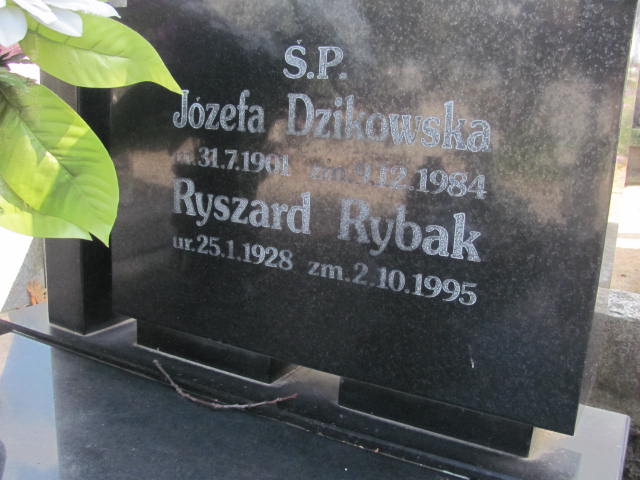 Ś.P.
Józefa Dzikowska
ur.31.7.1901 zm.9.12.1984
Ryszard Rybak
ur.25.1.1928 zm.2.10.1995